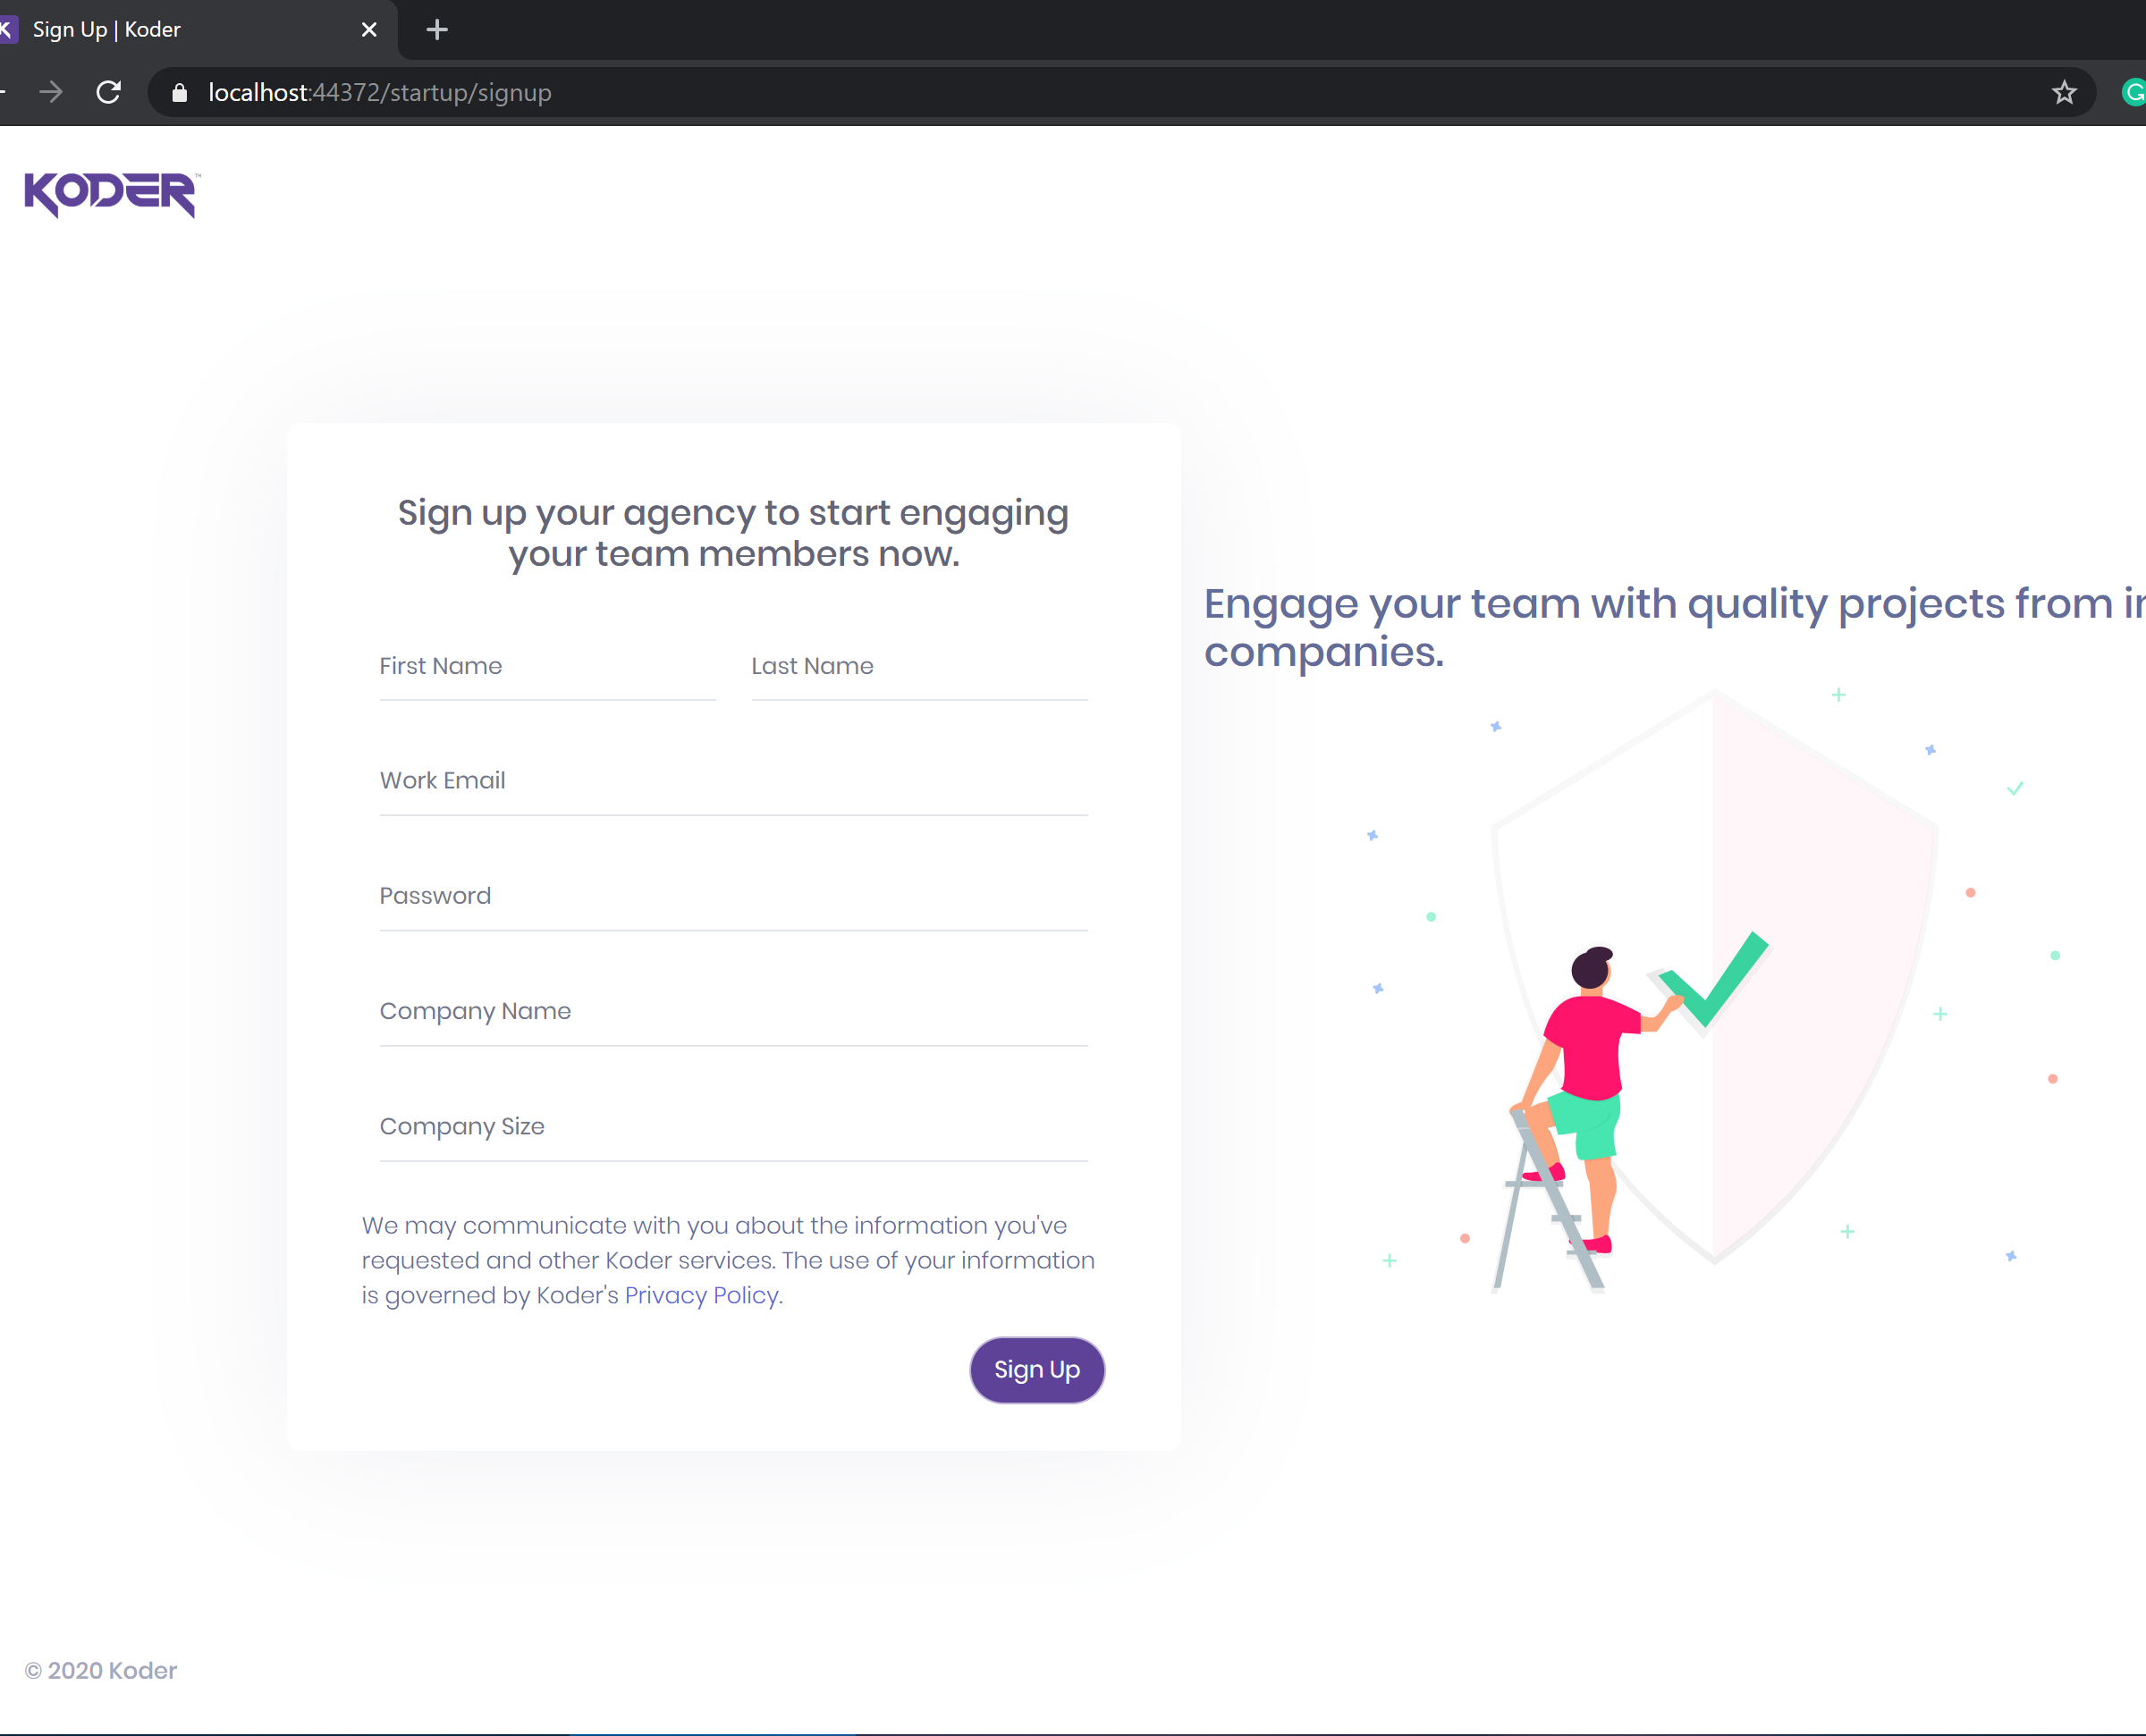 Sign Up | Koder
localhost:44372/startup/signup
KODER™
Sign up your agency to start engaging
your team members now.
First Name
Last Name
Work Email
Password
Company Name
Company Size
We may communicate with you about the information you've
requested and other Koder services. The use of your information
is governed by Koder's Privacy Policy.
Sign Up
Engage your team with quality projects from
companies.
© 2020 Koder